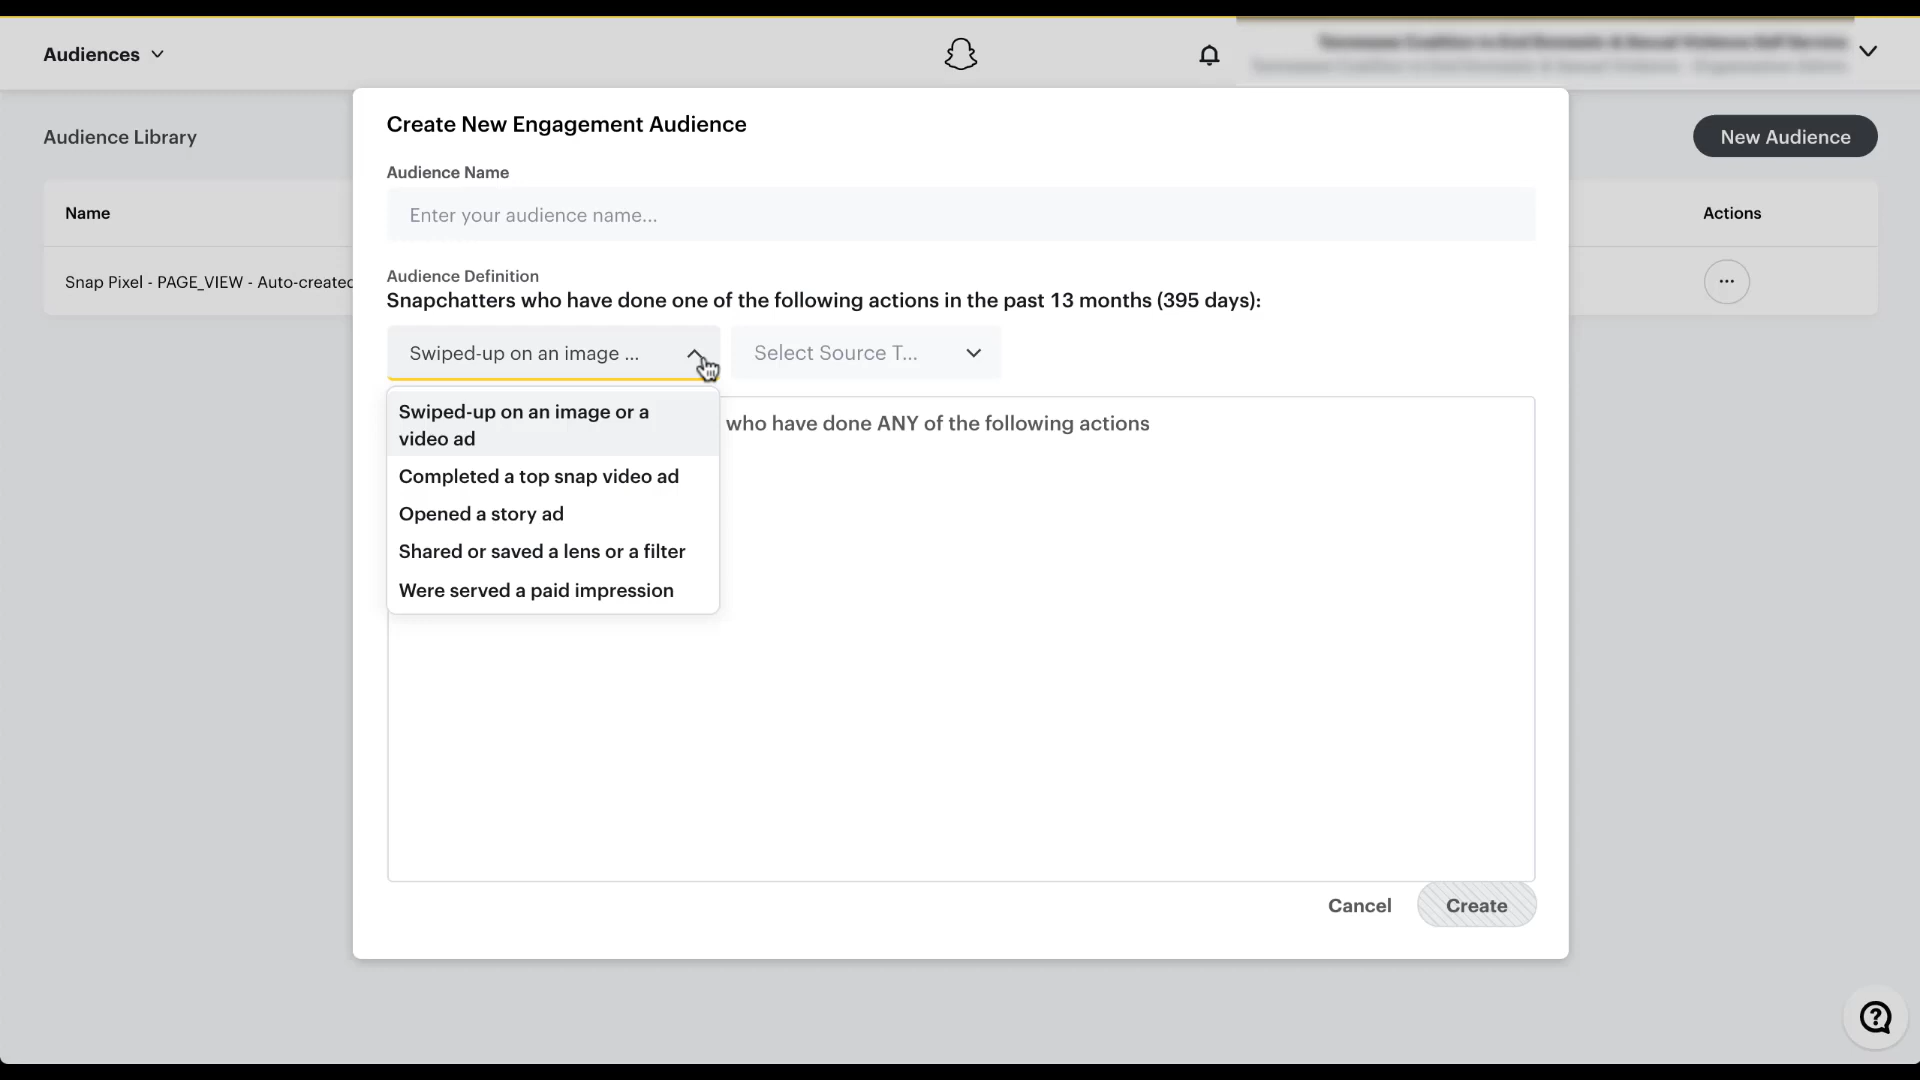 Audiences
Audience Library
New Audience
Name
Actions
Snap Pixel - PAGE_VIEW - Auto-created
Create New Engagement Audience
Audience Name
Enter your audience name...
Audience Definition
Snapchatters who have done one of the following actions in the past 13 months (395 days):
Swiped-up on an image ...
Select Source T...
who have done ANY of the following actions
Swiped-up on an image or a
video ad
Completed a top snap video ad
Opened a story ad
Shared or saved a lens or a filter
Were served a paid impression
Cancel
Create